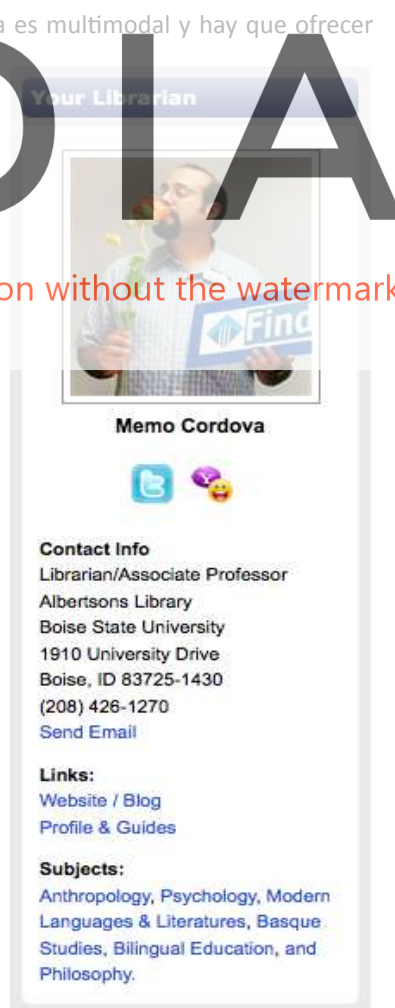 a es multimodal y hay que ofrecer
DIA
Your Librarian
on without the watermark
Find
Memo Cordova
Contact Info
Librarian/Associate Professor
Albertsons Library
Boise State University
1910 University Drive
Boise, ID 83725-1430
(208) 426-1270
Send Email
Links:
Website / Blog
Profile & Guides
Subjects:
Anthropology, Psychology, Modern
Languages & Literatures, Basque
Studies, Bilingual Education, and
Philosophy.